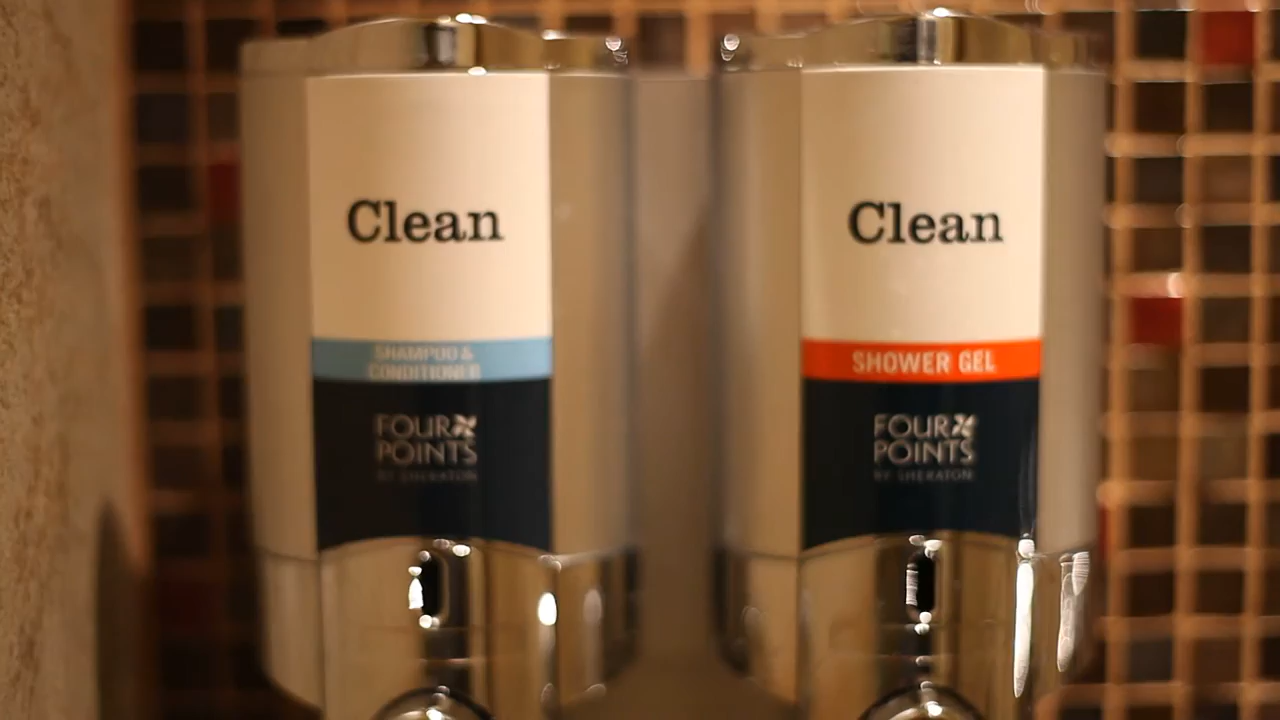 Clean
SHAMPOO &
CONDITIONER
FOUR
POINTS
BY SHERATON
Clean
SHOWER GEL
FOUR
POINTS
BY SHERATON